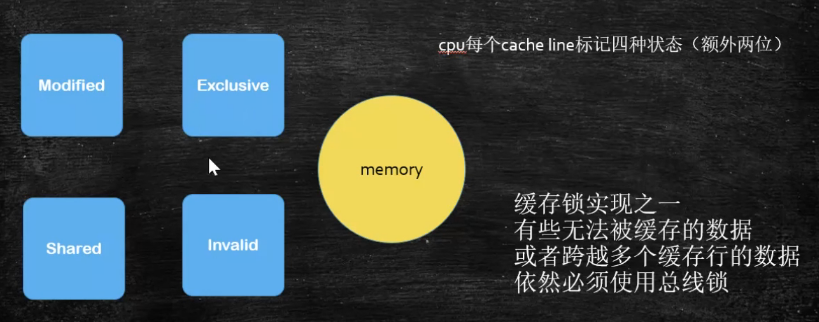 cpu每个cache line标记四种状态（额外两位）
Modified
Exclusive
memory
Shared
Invalid
缓存锁实现之一
有些无法被缓存的数据
或者跨越多个缓存行的数据
依然必须使用总线锁